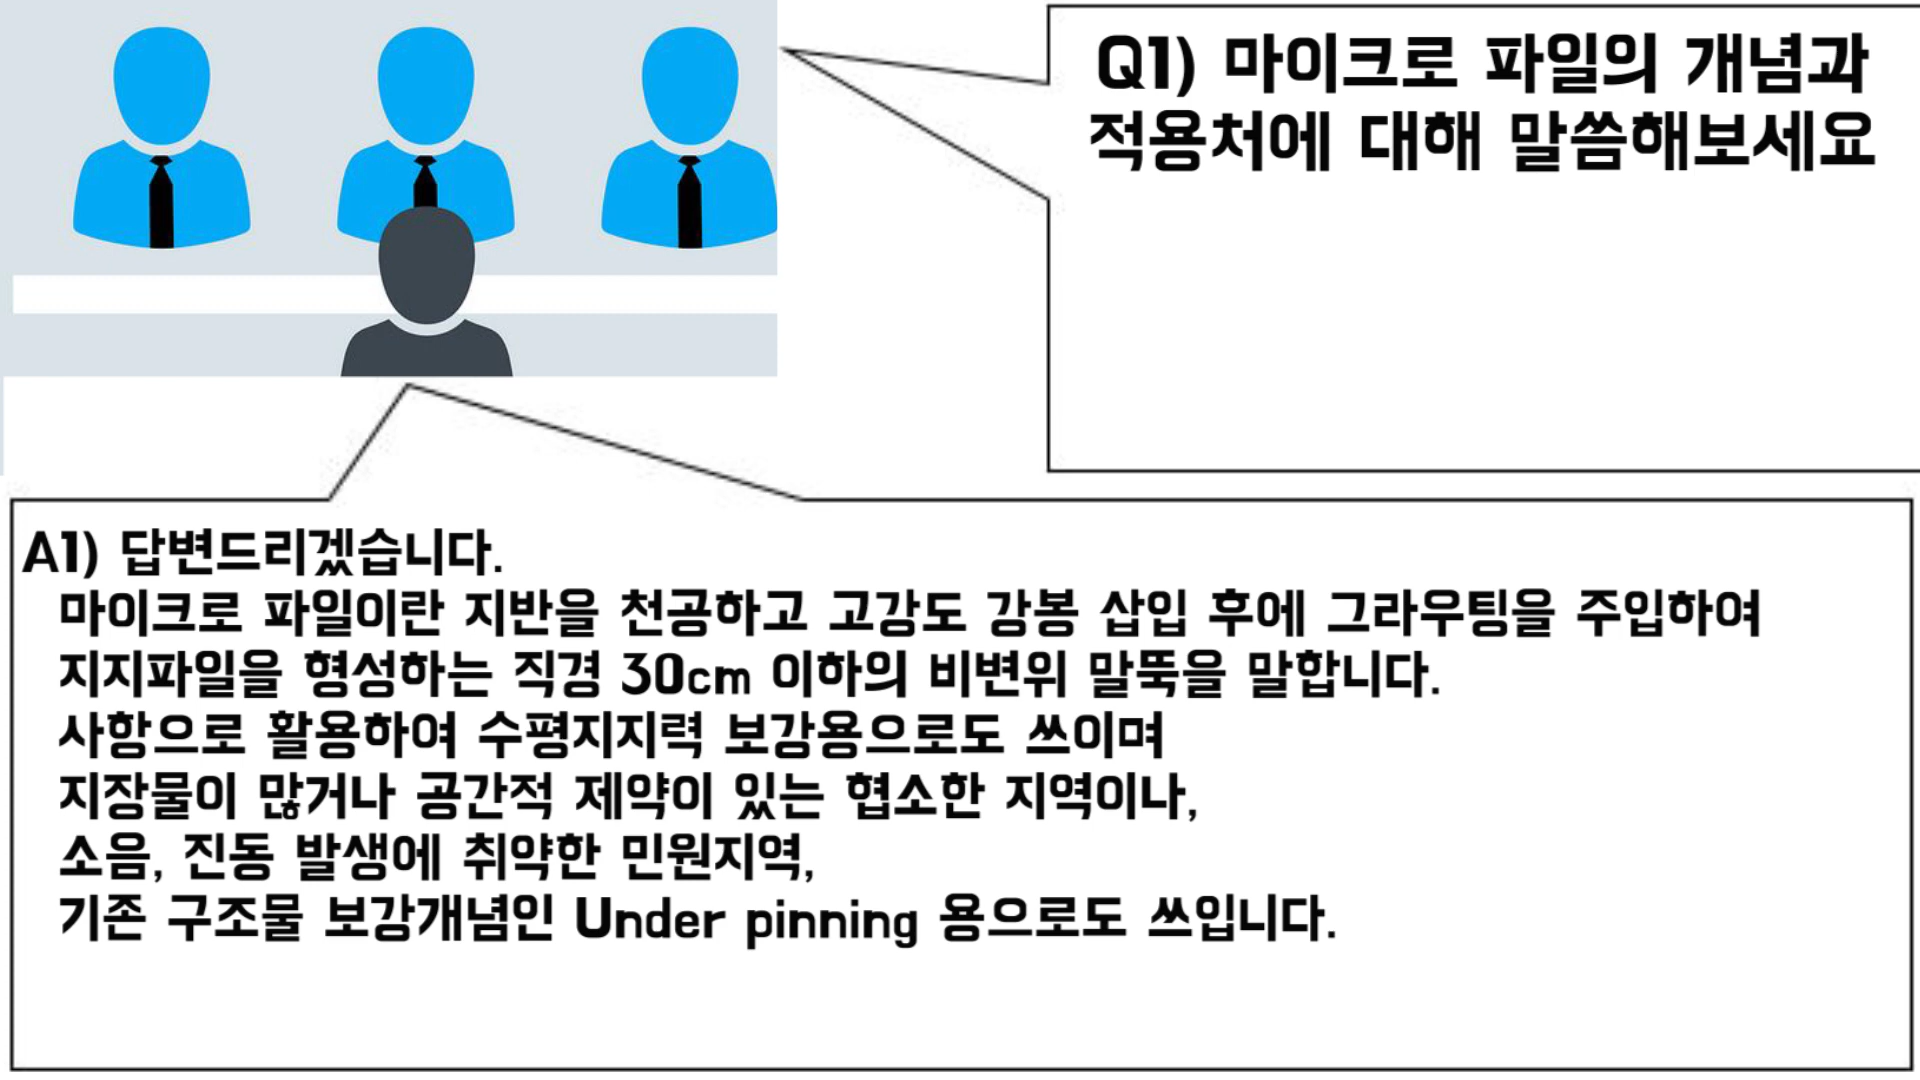 Q1) 마이크로 파일의 개념과
적용처에 대해 말씀해보세요
A1) 답변드리겠습니다.
마이크로 파일이란 지반을 천공하고 고강도 강봉 삽입 후에 그라우팅을 주입하여
지지파일을 형성하는 직경 30cm 이하의 비변위 말뚝을 말합니다.
사항으로 활용하여 수평지지력 보강용으로도 쓰이며
지장물이 많거나 공간적 제약이 있는 협소한 지역이나,
소음, 진동 발생에 취약한 민원지역,
기존 구조물 보강개념인 Under pinning 용으로도 쓰입니다.